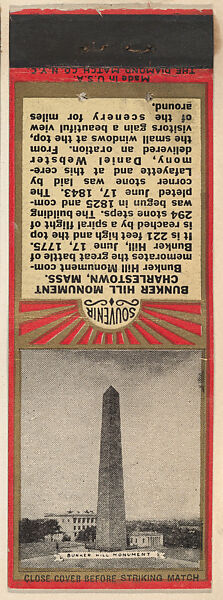 SOUVENIR
BUNKER HILL MONUMENT
CHARLESTOWN, MASS.
Bunker Hill Monument com-
memorates the great battle of
Bunker Hill, June 17, 1775.
It is 221 feet high and the top
is reached by a spiral flight of
294 stone steps. The building
was begun in 1825 and com-
pleted June 17, 1943. The
corner stone was laid by
Lafayette and at this cere-
mony, Daniel Webster
delivered an oration. From
the small windows at the top,
visitors gain a beautiful view
of the scenery for miles
around.
THE DIAMOND MATCH CO. N.Y.C.
Made in U.S.A.
BUNKER HILL MONUMENT
CLOSE COVER BEFORE STRIKING MATCH